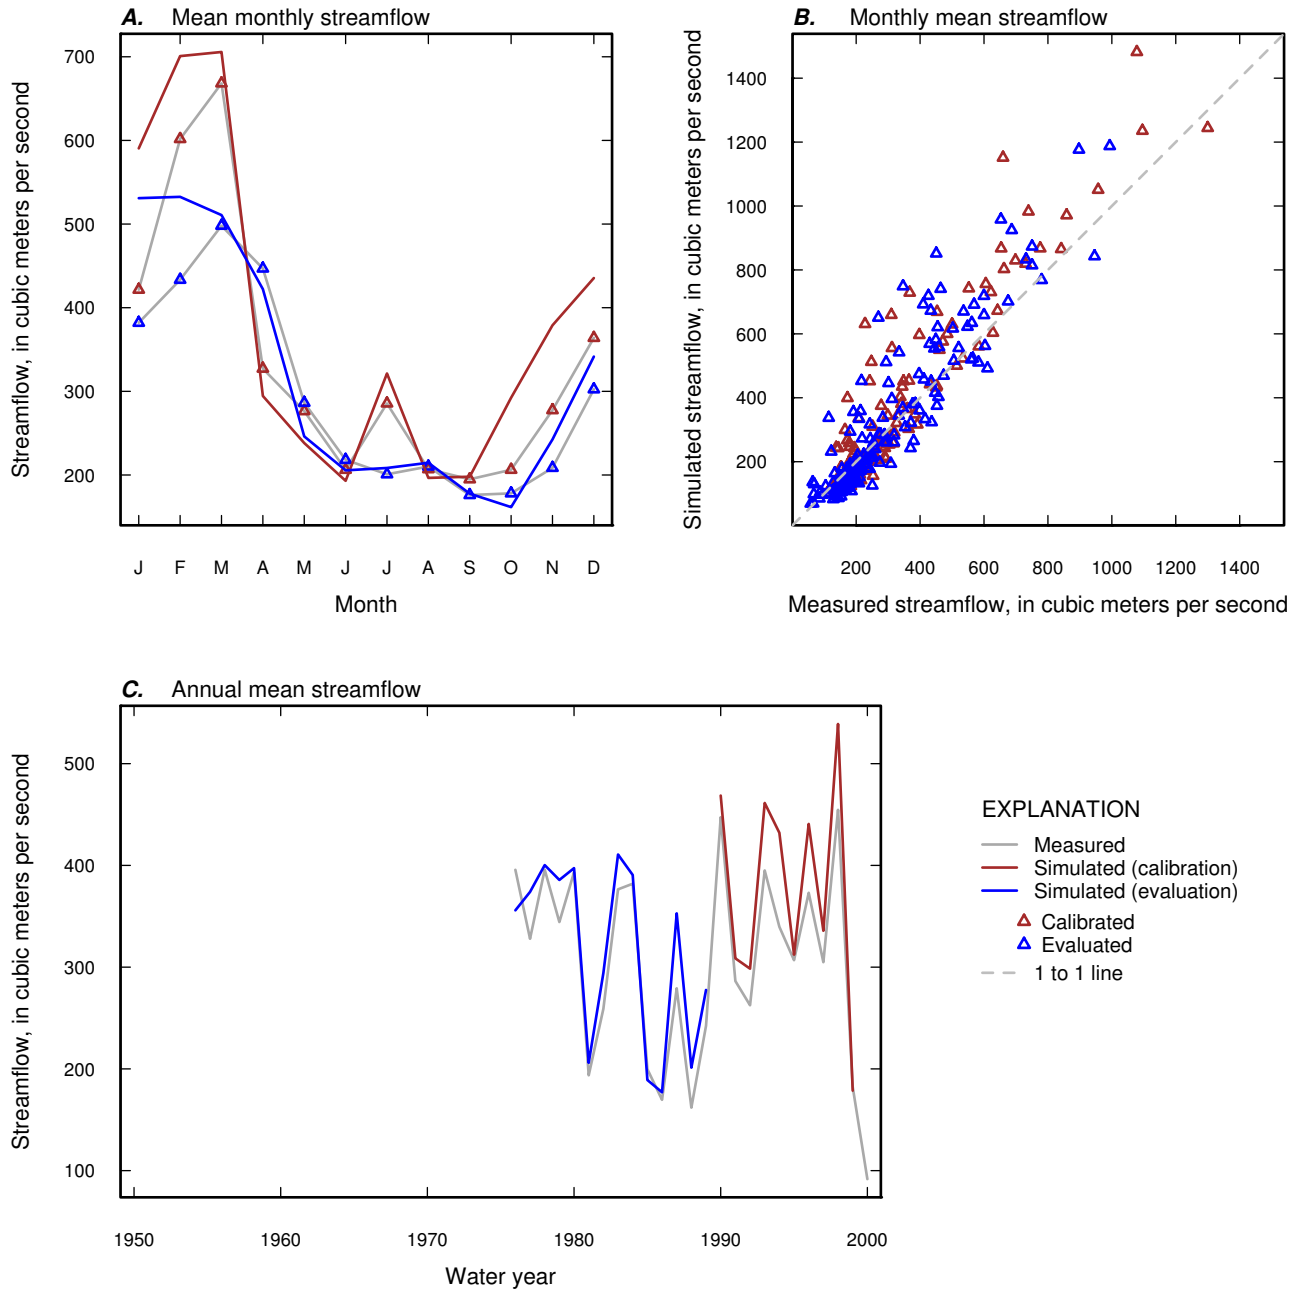 A. Mean monthly streamflow
700
600
500
400
300
200
Streamflow, in cubic meters per second
J F M A M J J A S O N D
Month
B. Monthly mean streamflow
1400
1200
1000
800
600
400
200
Simulated streamflow, in cubic meters per second
200 400 600 800 1000 1200 1400
Measured streamflow, in cubic meters per second
C. Annual mean streamflow
500
400
300
200
100
Streamflow, in cubic meters per second
1950 1960 1970 1980 1990 2000
Water year
EXPLANATION
Measured
Simulated (calibration)
Simulated (evaluation)
Calibrated
Evaluated
1 to 1 line